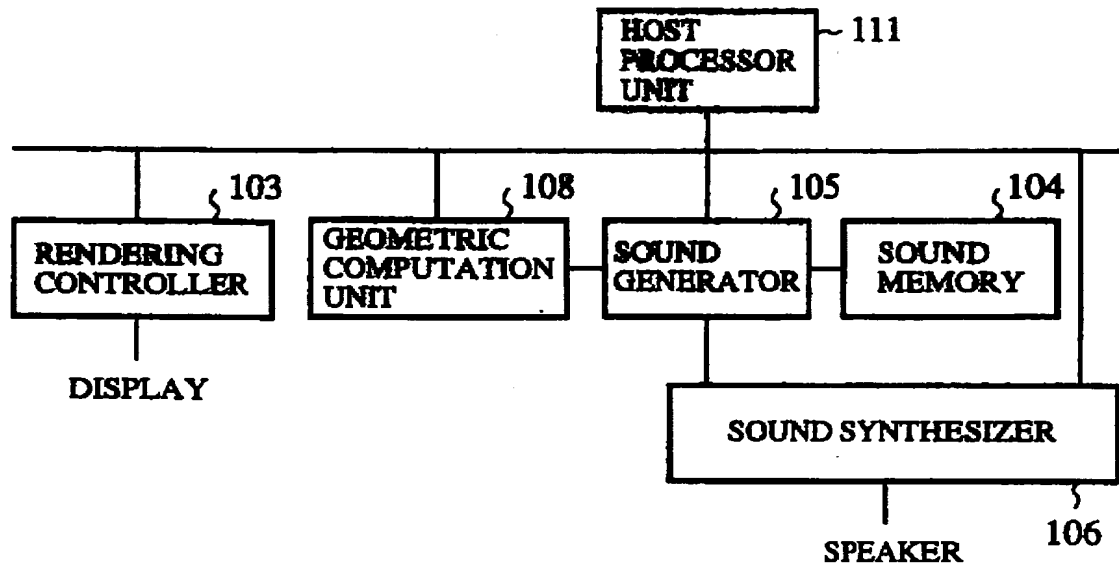 HOST
PROCESSOR
UNIT
111
103
108
105
104
RENDERING
CONTROLLER
GEOMETRIC
COMPUTATION
UNIT
SOUND
GENERATOR
SOUND
MEMORY
DISPLAY
SOUND SYNTHESIZER
106
SPEAKER